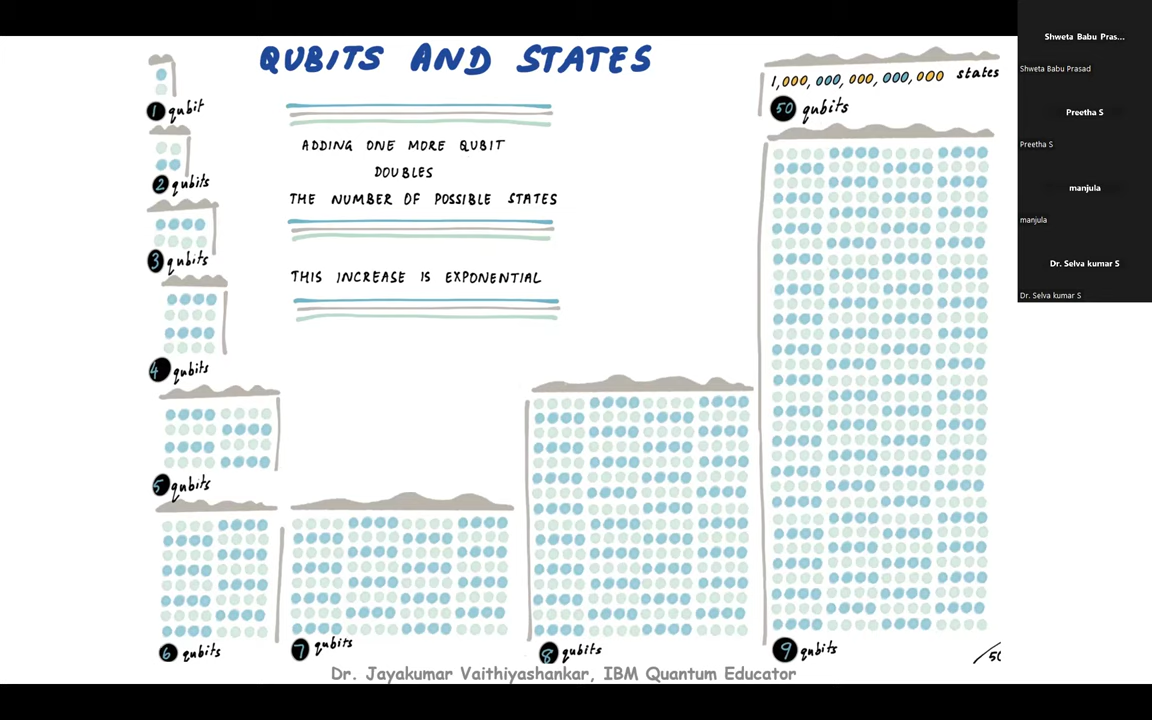 QUBITS AND STATES
1 qubit
2 qubits
3 qubits
4 qubits
5 qubits
6 qubits
7 qubits
8 qubits
9 qubits
ADDING ONE MORE QUBIT
DOUBLES
THE NUMBER OF POSSIBLE STATES
THIS INCREASE IS EXPONENTIAL
1,000,000,000,000,000 states
50 qubits
/50
Dr. Jayakumar Vaithiyashankar, IBM Quantum Educator
Shweta Babu Pras...
Shweta Babu Prasad
Preetha S
Preetha S
manjula
manjula
Dr. Selva kumar S
Dr. Selva kumar S